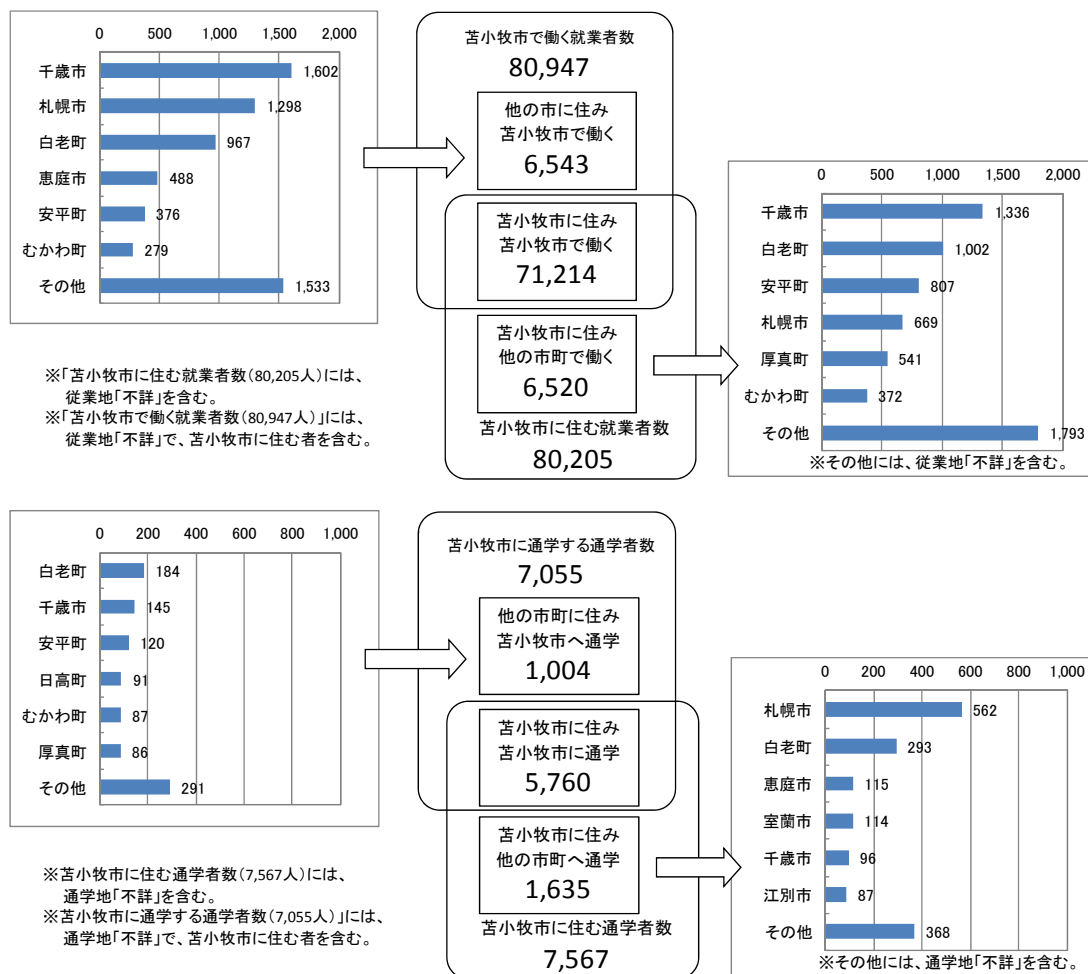 0 500 1,000 1,500 2,000
千歳市 1,602
札幌市 1,298
白老町 967
恵庭市 488
安平町 376
むかわ町 279
その他 1,533
※「苫小牧市に住む就業者数(80,205人)には、
従業地「不詳」を含む。
※「苫小牧市で働く就業者数(80,947人)」には、
従業地「不詳」で、苫小牧市に住む者を含む。
苫小牧市で働く就業者数
80,947
他の市に住み
苫小牧市で働く
6,543
苫小牧市に住み
苫小牧市で働く
71,214
苫小牧市に住み
他の市町で働く
6,520
苫小牧市に住む就業者数
80,205
0 500 1,000 1,500 2,000
千歳市 1,336
白老町 1,002
安平町 807
札幌市 669
厚真町 541
むかわ町 372
その他 1,793
※その他には、従業地「不詳」を含む。
0 200 400 600 800 1,000
白老町 184
千歳市 145
安平町 120
日高町 91
むかわ町 87
厚真町 86
その他 291
※苫小牧市に住む通学者数(7,567人)には、
通学地「不詳」を含む。
※苫小牧市に通学する通学者数(7,055人)」には、
通学地「不詳」で、苫小牧市に住む者を含む。
苫小牧市に通学する通学者数
7,055
他の市町に住み
苫小牧市へ通学
1,004
苫小牧市に住み
苫小牧市に通学
5,760
苫小牧市に住み
他の市町へ通学
1,635
苫小牧市に住む通学者数
7,567
0 200 400 600 800 1,000
札幌市 562
白老町 293
恵庭市 115
室蘭市 114
千歳市 96
江別市 87
その他 368
※その他には、通学地「不詳」を含む。